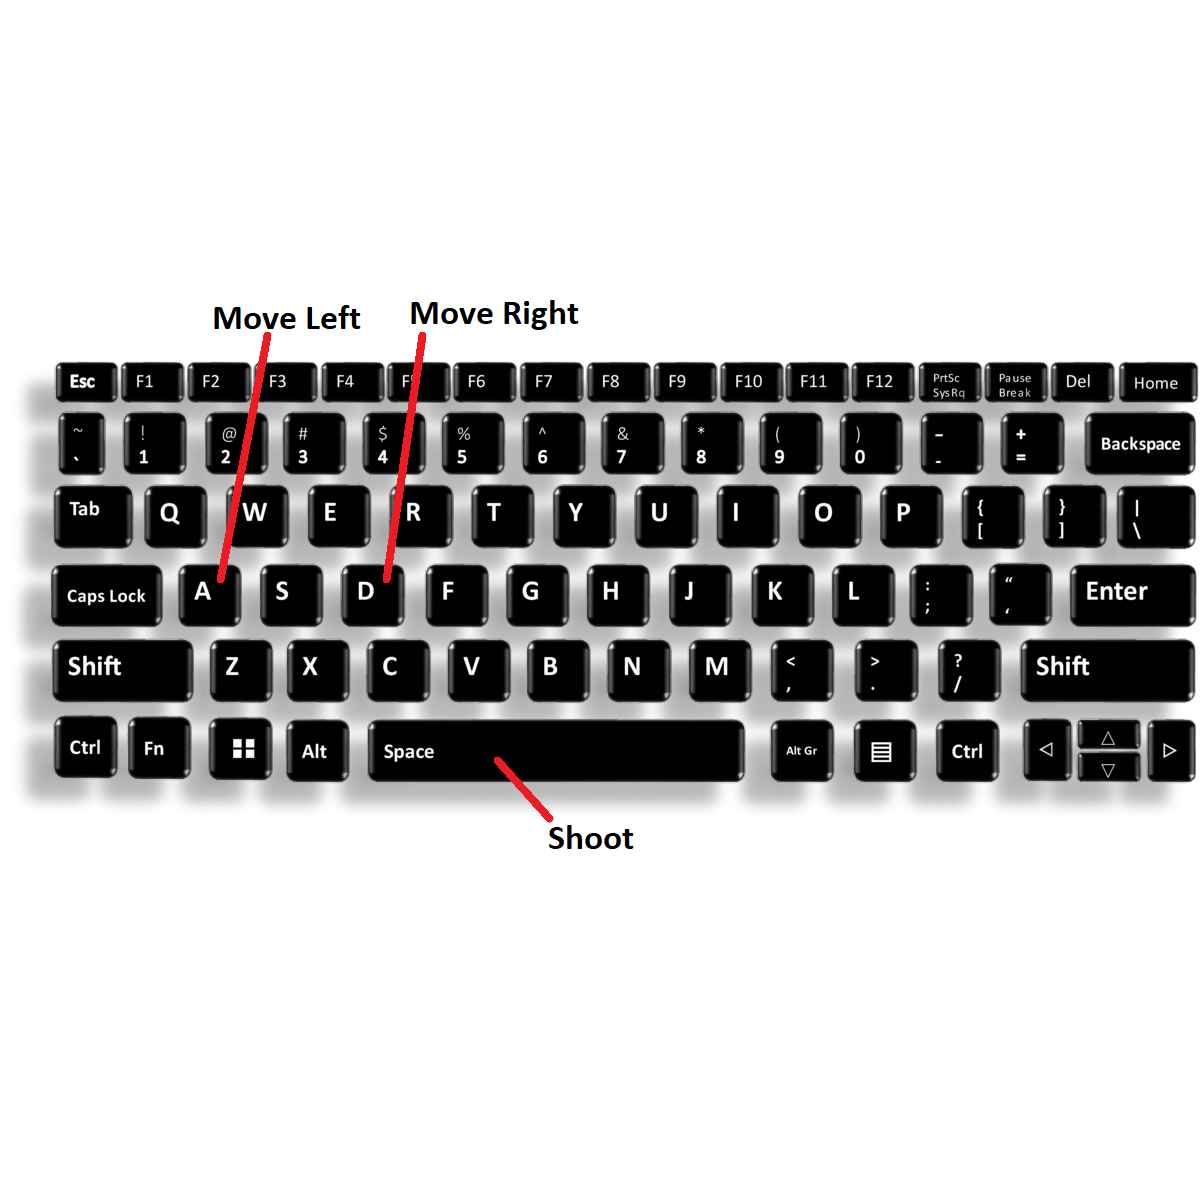 Move Left Move Right
Esc F1 F2 F3 F4 F6 F7 F8 F9 F10 F11 F12 PrtSc Pause Del Home
SysRq Break
~ ! @ # $ % ^ & * ( ) – +
` 1 2 3 4 5 6 7 8 9 0 - = Backspace
Tab Q W E R T Y U I O P { } |
[ ] \
Caps Lock A S D F G H J K L : “ Enter
; ‘
Shift Z X C V B N M < > ? Shift
, . /
Ctrl Fn Alt Space Alt Gr Ctrl
Shoot